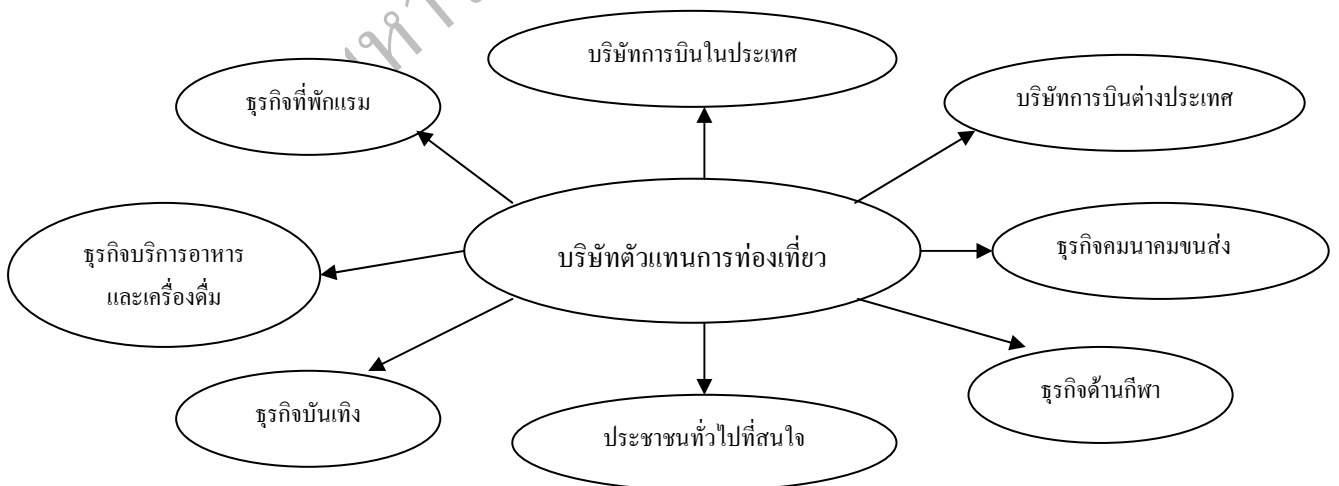 บริษัทการบินในประเทศ
ธุรกิจที่พักแรม
บริษัทการบินต่างประเทศ
ธุรกิจบริการอาหาร
และเครื่องดื่ม
บริษัทตัวแทนการท่องเที่ยว
ธุรกิจคมนาคมขนส่ง
ธุรกิจบันเทิง
ประชาชนทั่วไปที่สนใจ
ธุรกิจด้านกีฬา